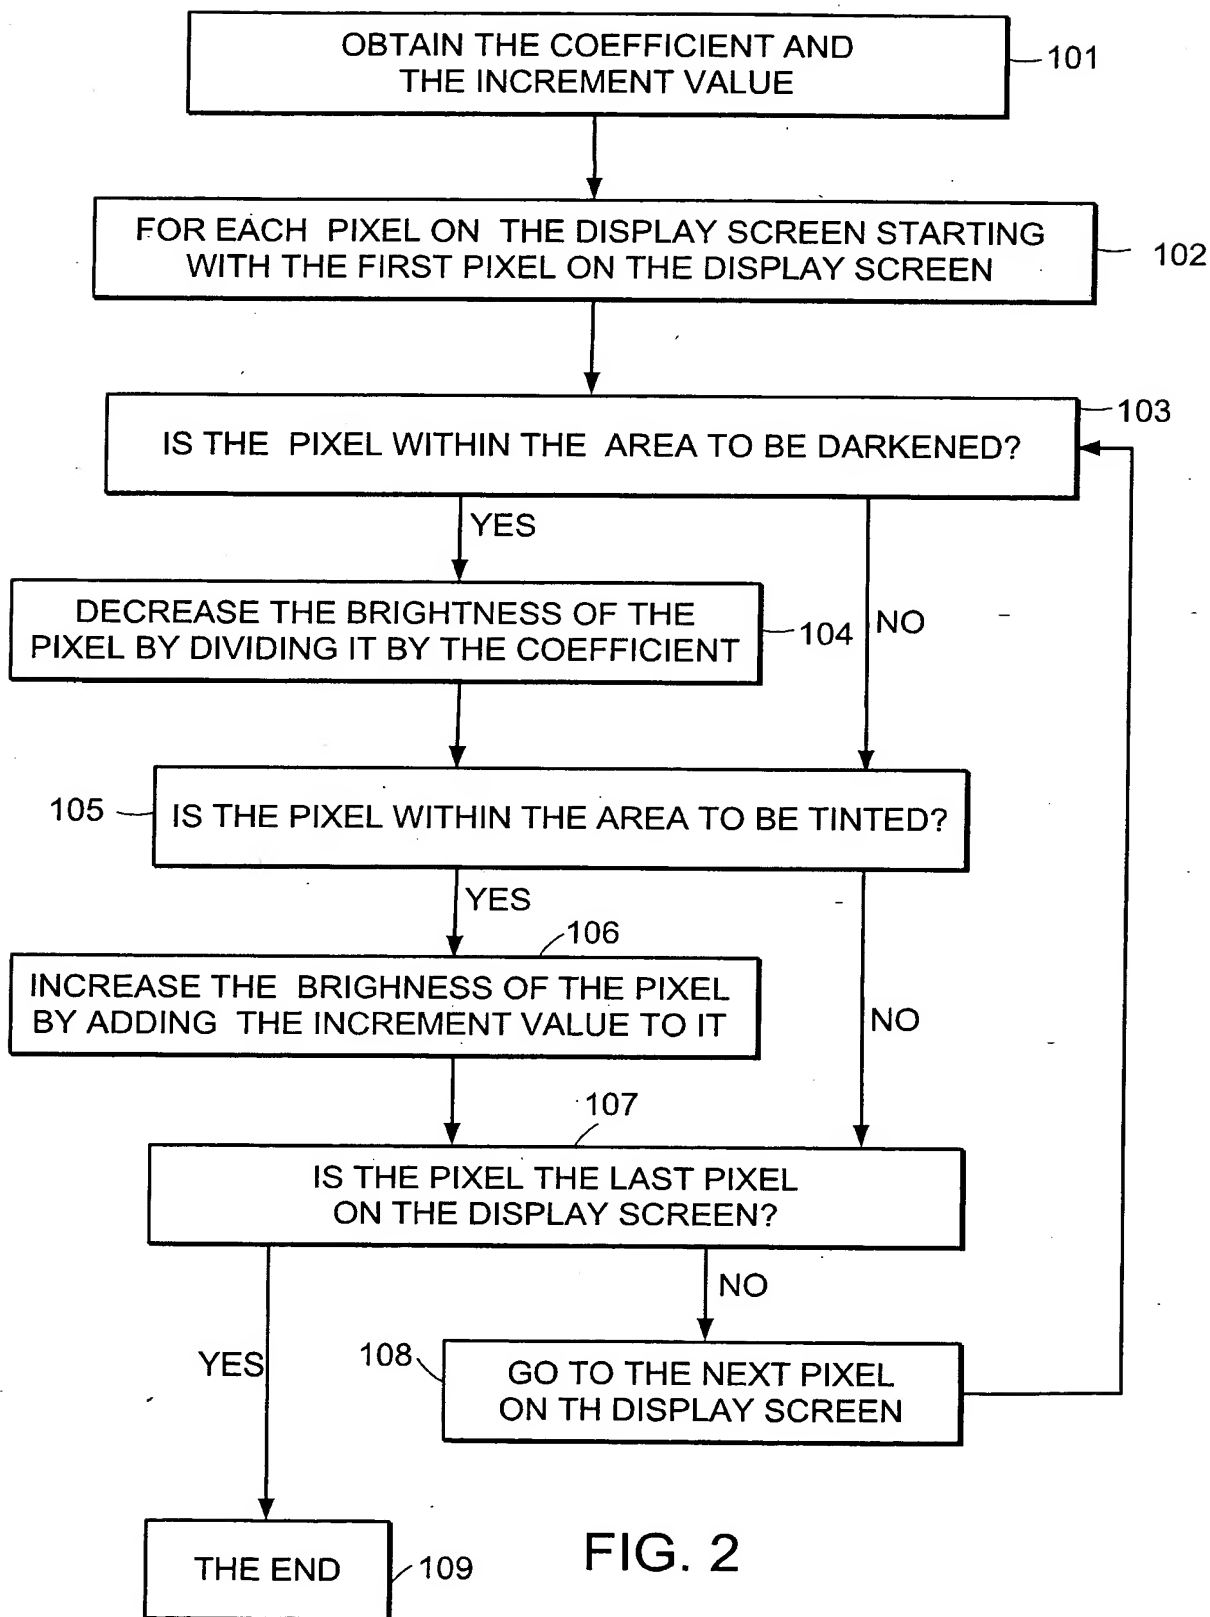 OBTAIN THE COEFFICIENT AND
THE INCREMENT VALUE
101
FOR EACH PIXEL ON THE DISPLAY SCREEN STARTING
WITH THE FIRST PIXEL ON THE DISPLAY SCREEN
102
103
IS THE PIXEL WITHIN THE AREA TO BE DARKENED?
YES
NO
DECREASE THE BRIGHTNESS OF THE
PIXEL BY DIVIDING IT BY THE COEFFICIENT
104
105
IS THE PIXEL WITHIN THE AREA TO BE TINTED?
YES
NO
106
INCREASE THE BRIGHNESS OF THE PIXEL
BY ADDING THE INCREMENT VALUE TO IT
107
IS THE PIXEL THE LAST PIXEL
ON THE DISPLAY SCREEN?
YES
NO
108
GO TO THE NEXT PIXEL
ON TH DISPLAY SCREEN
THE END
109
FIG. 2